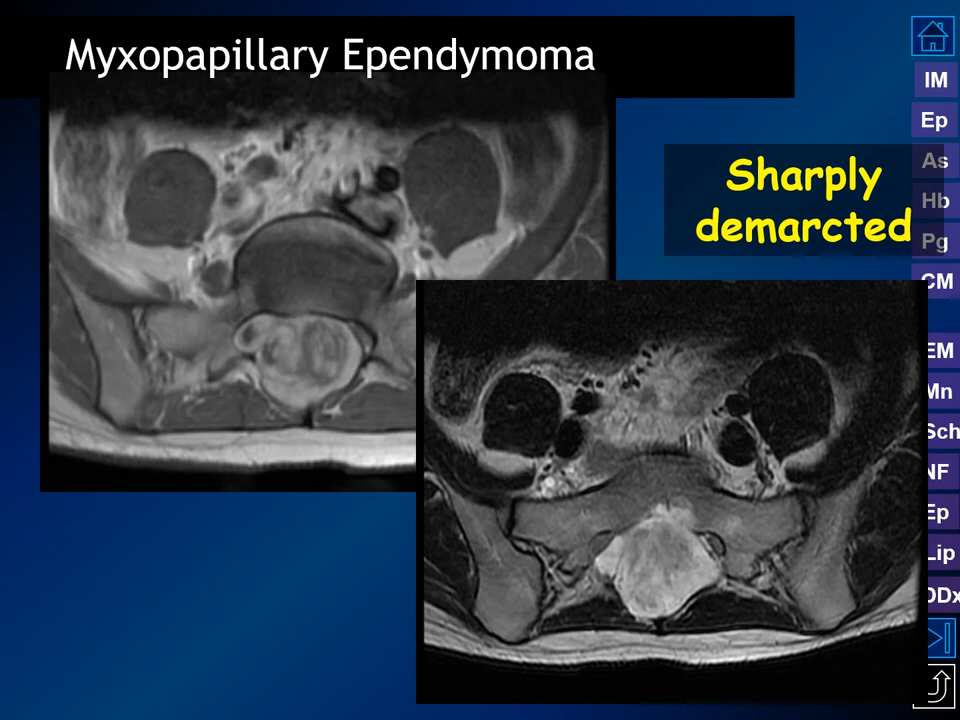 Myxopapillary Ependymoma
Sharply
demarcted
IM
Ep
As
Hb
Pg
CM
EM
Mn
Sch
NF
Ep
Lip
DDx